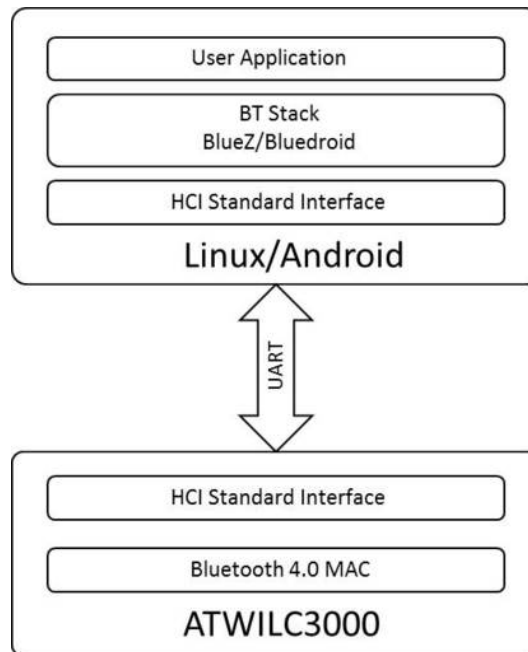 User Application
BT Stack
BlueZ/Bluedroid
HCI Standard Interface
Linux/Android
UART
HCI Standard Interface
Bluetooth 4.0 MAC
ATWILC3000